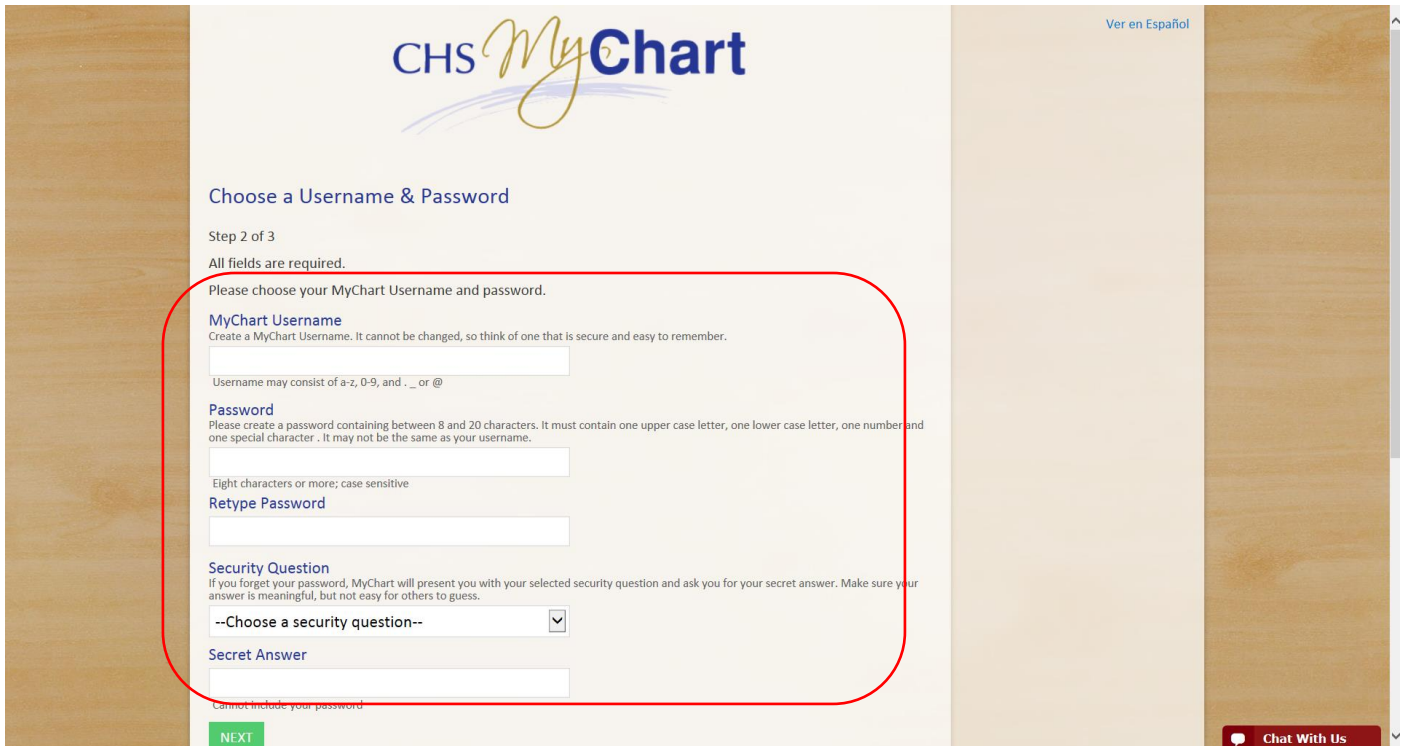 Ver en Español
CHS MyChart
Choose a Username & Password
Step 2 of 3
All fields are required.
Please choose your MyChart Username and password.
MyChart Username
Create a MyChart Username. It cannot be changed, so think of one that is secure and easy to remember.
Username may consist of a-z, 0-9, and . _ or @
Password
Please create a password containing between 8 and 20 characters. It must contain one upper case letter, one lower case letter, one number and
one special character . It may not be the same as your username.
Eight characters or more; case sensitive
Retype Password
Security Question
If you forget your password, MyChart will present you with your selected security question and ask you for your secret answer. Make sure your
answer is meaningful, but not easy for others to guess.
--Choose a security question--
Secret Answer
Cannot include your password
NEXT
Chat With Us